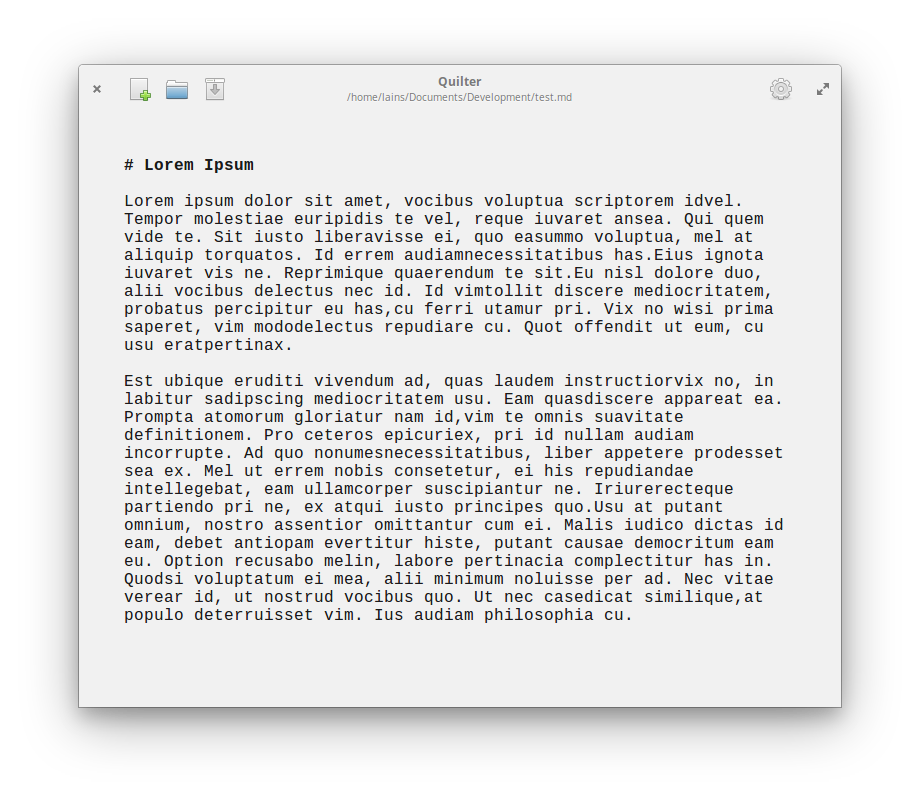 Quilter
/home/lains/Documents/Development/test.md
# Lorem Ipsum
Lorem ipsum dolor sit amet, vocibus voluptua scriptorem idvel.
Tempor molestiae euripidis te vel, reque iuvaret ansea. Qui quem
vide te. Sit iusto liberavisse ei, quo easummo voluptua, mel at
aliquip torquatos. Id errem audiamnecessitatibus has.Eius ignota
iuvaret vis ne. Reprimique quaerendum te sit.Eu nisl dolore duo,
alii vocibus delectus nec id. Id vimtollit discere mediocritatem,
probatus percipitur eu has,cu ferri utamur pri. Vix no wisi prima
saperet, vim mododelectus repudiare cu. Quot offendit ut eum, cu
usu eratpertinax.
Est ubique eruditi vivendum ad, quas laudem instructiorvix no, in
labitur sadipscing mediocritatem usu. Eam quasdiscere appareat ea.
Prompta atomorum gloriatur nam id,vim te omnis suavitate
definitionem. Pro ceteros epicuriex, pri id nullam audiam
incorrupte. Ad quo nonumesnecessitatibus, liber appetere prodesset
sea ex. Mel ut errem nobis consetetur, ei his repudiandae
intellegebat, eam ullamcorper suscipiantur ne. Iriurerecteque
partiendo pri ne, ex atqui iusto principes quo.Usu at putant
omnium, nostro assentior omittantur cum ei. Malis iudico dictas id
eam, debet antiopam evertitur histe, putant causae democritum eam
eu. Option recusabo melin, labore pertinacia complectitur has in.
Quodsi voluptatum ei mea, alii minimum noluisse per ad. Nec vitae
verear id, ut nostrud vocibus quo. Ut nec casedicat similique,at
populo deterruisset vim. Ius audiam philosophia cu.